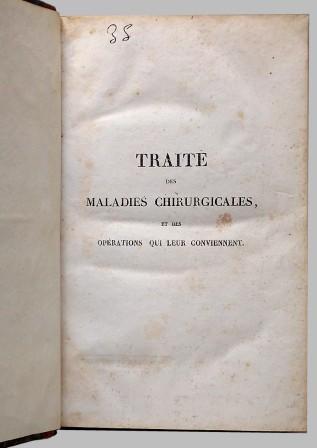 35
TRAITÉ
DES
MALADIES CHIRURGICALES,
ET DES
OPÉRATIONS QUI LEUR CONVIENNENT.